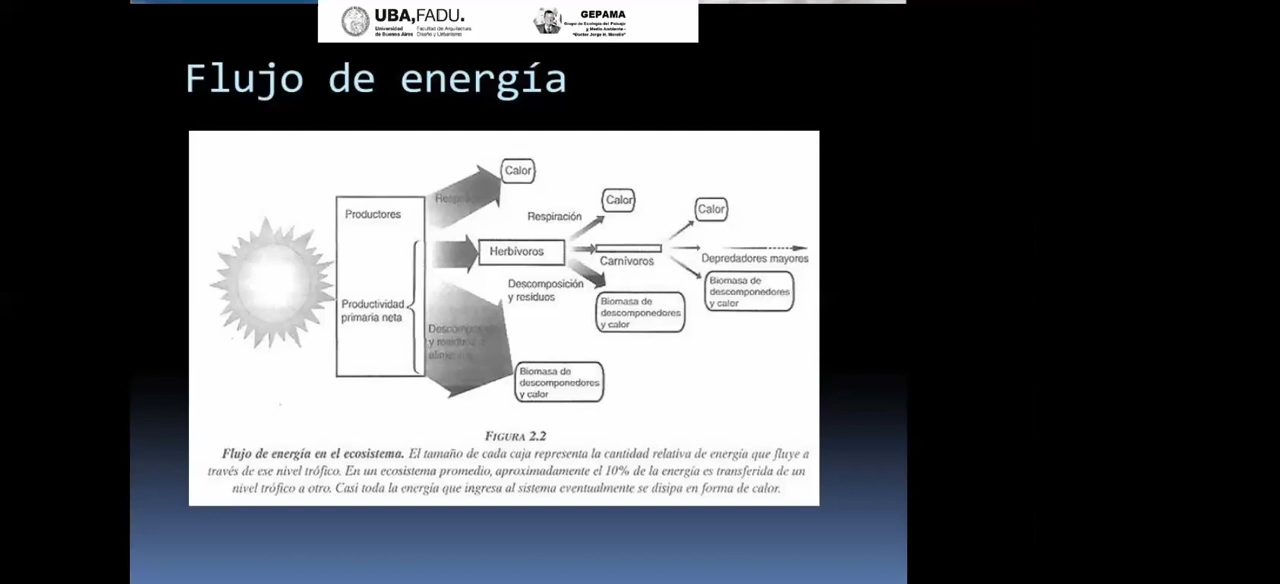 UBA,FADU.
Universidad
de Buenos Aires
Facultad de Arquitectura
Diseño y Urbanismo
GEPAMA
Grupo de Ecología del Paisaje
y Medio Ambiente
Flujo de energía
Calor
Calor
Calor
Productores
Respiración
Herbívoros
Carnívoros
Depredadores mayores
Productividad
primaria neta
Descomposición
y residuos
Biomasa de
descomponedores
y calor
Biomasa de
descomponedores
y calor
y residuos
Biomasa de
descomponedores
y calor
FIGURA 2.2
Flujo de energía en el ecosistema. El tamaño de cada caja representa la cantidad relativa de energía que fluye a
través de ese nivel trófico. En un ecosistema promedio, aproximadamente el 10% de la energía es transferida de un
nivel trófico a otro. Casi toda la energía que ingresa al sistema eventualmente se disipa en forma de calor.